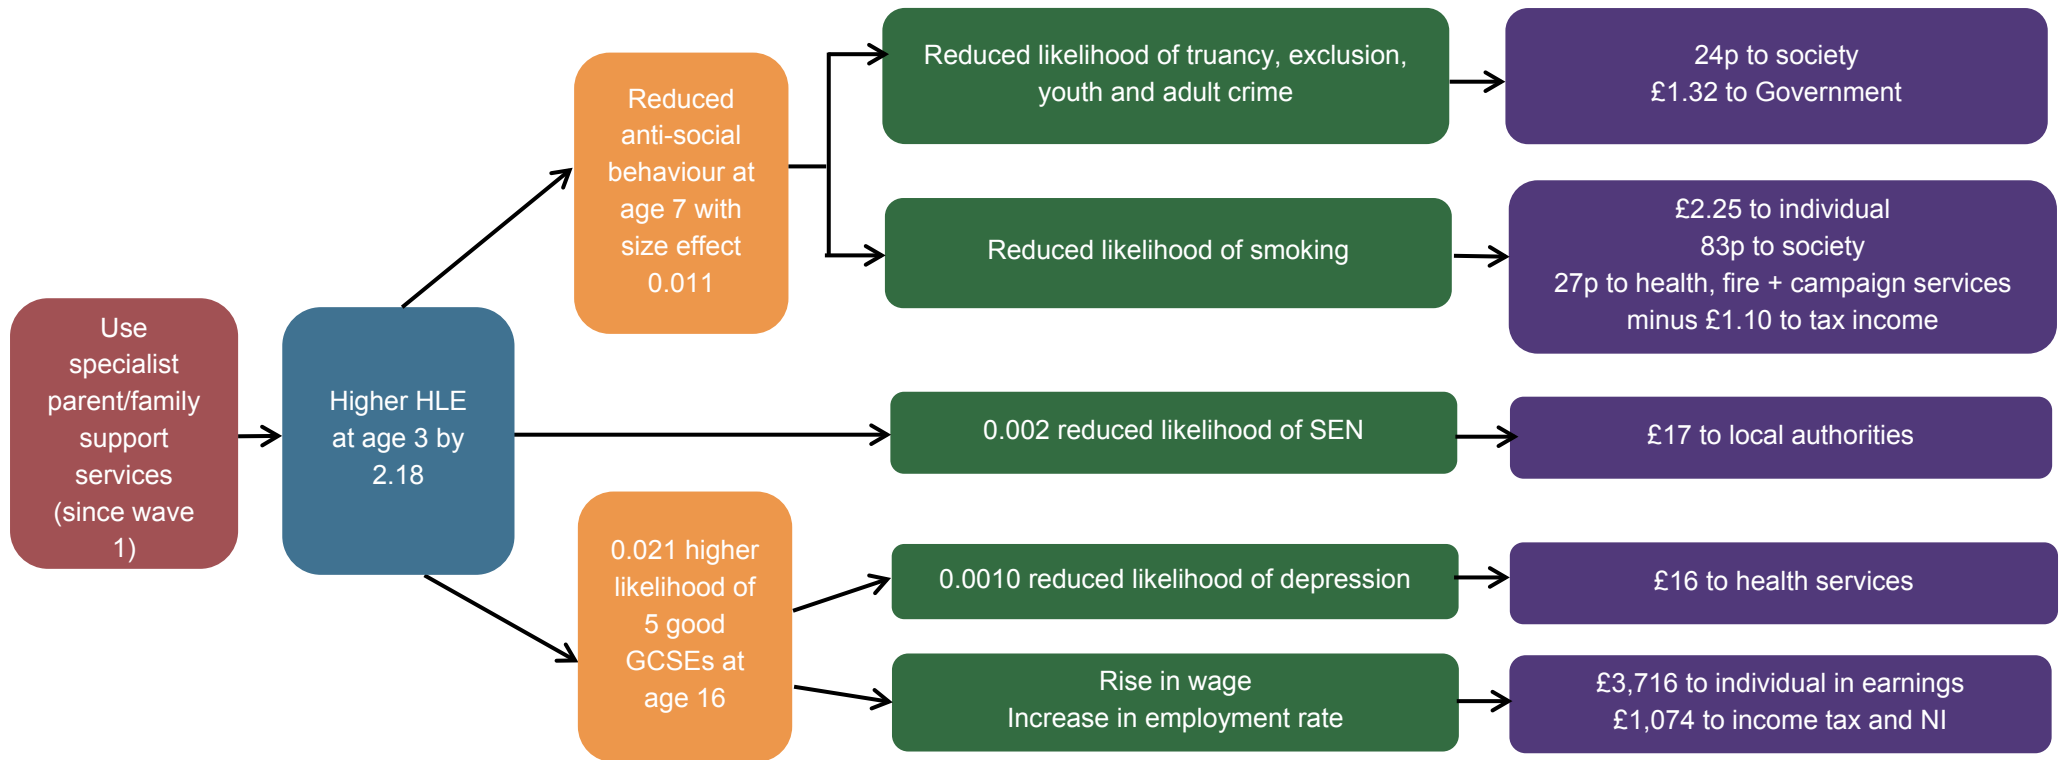 Use
specialist
parent/family
support
services
(since wave
1)
Higher HLE
at age 3 by
2.18
Reduced
anti-social
behaviour at
age 7 with
size effect
0.011
0.021 higher
likelihood of
5 good
GCSEs at
age 16
Reduced likelihood of truancy, exclusion,
youth and adult crime
24p to society
£1.32 to Government
Reduced likelihood of smoking
£2.25 to individual
83p to society
27p to health, fire + campaign services
minus £1.10 to tax income
0.002 reduced likelihood of SEN
£17 to local authorities
0.0010 reduced likelihood of depression
£16 to health services
Rise in wage
Increase in employment rate
£3,716 to individual in earnings
£1,074 to income tax and NI